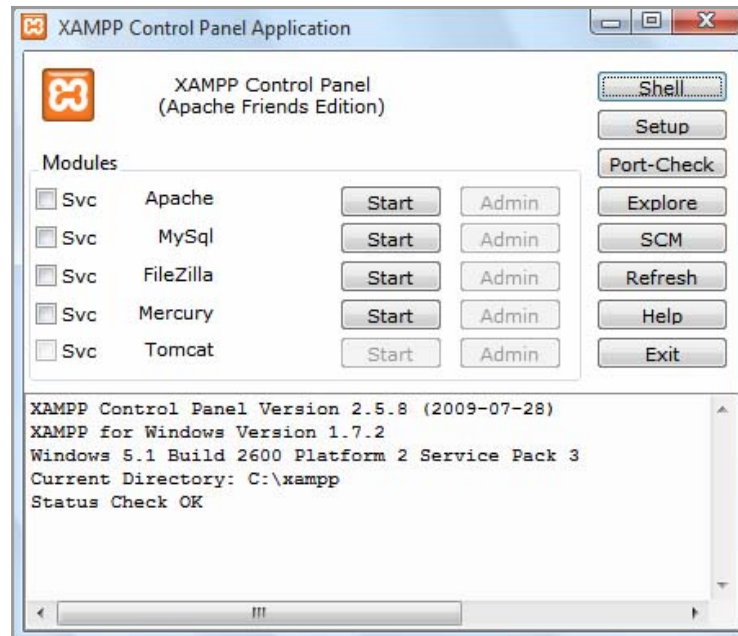 XAMPP Control Panel Application
XAMPP Control Panel
(Apache Friends Edition)
Shell
Setup
Modules
Port-Check
Svc Apache Start Admin Explore
Svc MySql Start Admin SCM
Svc FileZilla Start Admin Refresh
Svc Mercury Start Admin Help
Svc Tomcat Start Admin Exit
XAMPP Control Panel Version 2.5.8 (2009-07-28)
XAMPP for Windows Version 1.7.2
Windows 5.1 Build 2600 Platform 2 Service Pack 3
Current Directory: C:\xampp
Status Check OK